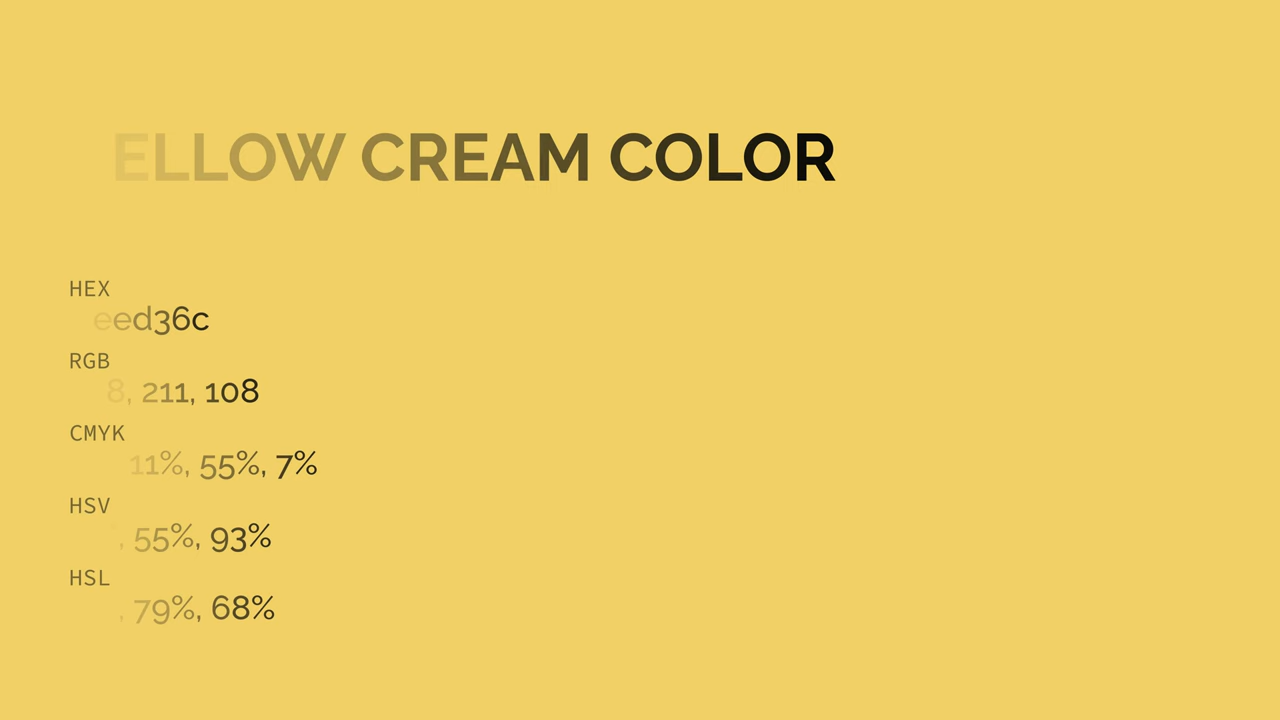 ELLOW CREAM COLOR
HEX
eed36c
RGB
8, 211, 108
CMYK
11%, 55%, 7%
HSV
, 55%, 93%
HSL
, 79%, 68%